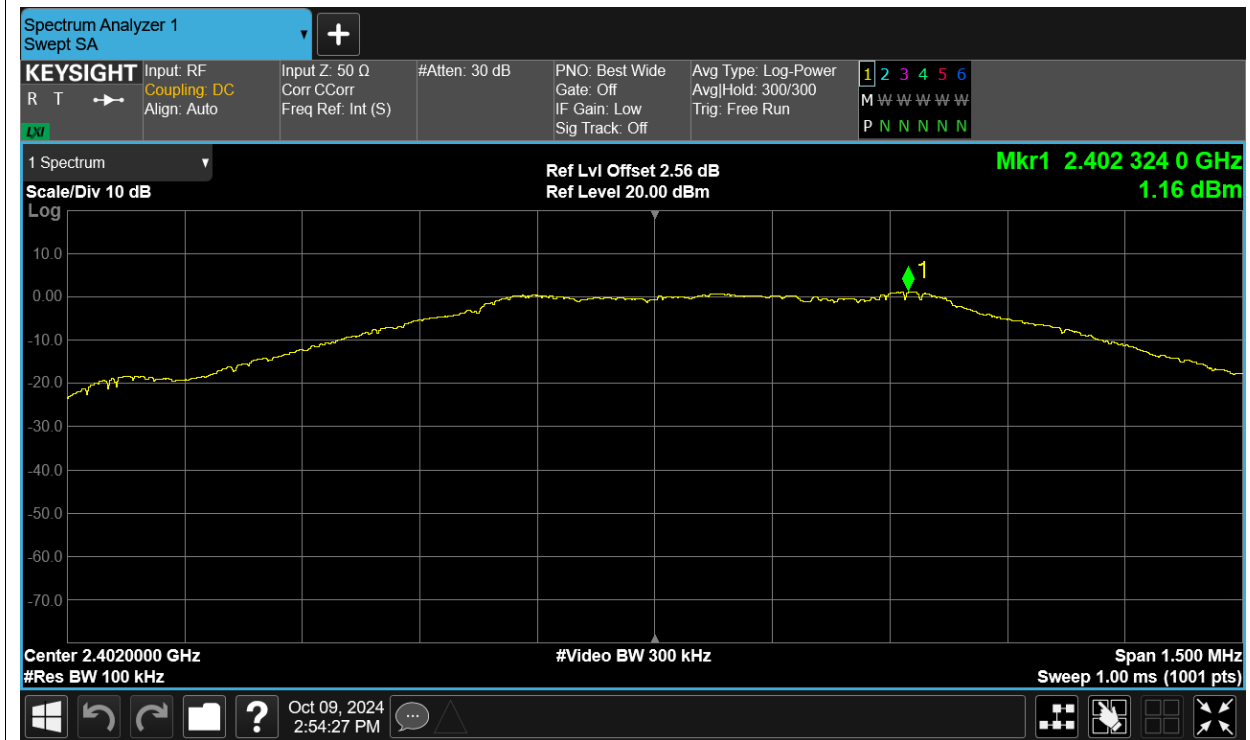 Spectrum Analyzer 1
Swept SA
KEYSIGHT
R T
LXI
Input: RF
Coupling: DC
Align: Auto
Input Z: 50 Ω
Corr CCorr
Freq Ref: Int (S)
#Atten: 30 dB
PNO: Best Wide
Gate: Off
IF Gain: Low
Sig Track: Off
Avg Type: Log-Power
Avg|Hold: 300/300
Trig: Free Run
1 2 3 4 5 6
M W W W W W
P N N N N N
1 Spectrum
Scale/Div 10 dB
Log
Ref Lvl Offset 2.56 dB
Ref Level 20.00 dBm
Mkr1 2.402 324 0 GHz
1.16 dBm
10.0
0.00
-10.0
-20.0
-30.0
-40.0
-50.0
-60.0
-70.0
1
Center 2.4020000 GHz
#Res BW 100 kHz
#Video BW 300 kHz
Span 1.500 MHz
Sweep 1.00 ms (1001 pts)
?
Oct 09, 2024
2:54:27 PM